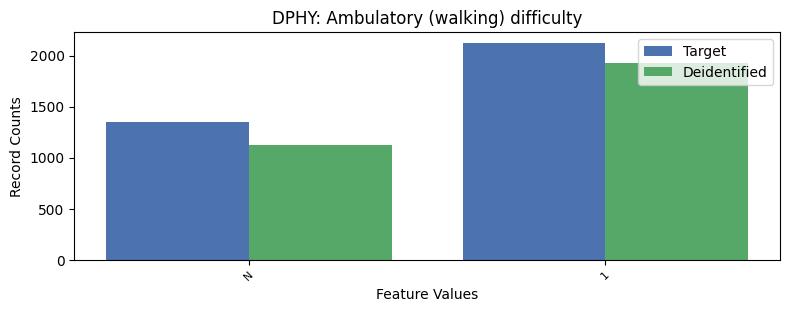 DPHY: Ambulatory (walking) difficulty
Target
Deidentified
2000
1500
1000
500
0
Record Counts
N
1
Feature Values